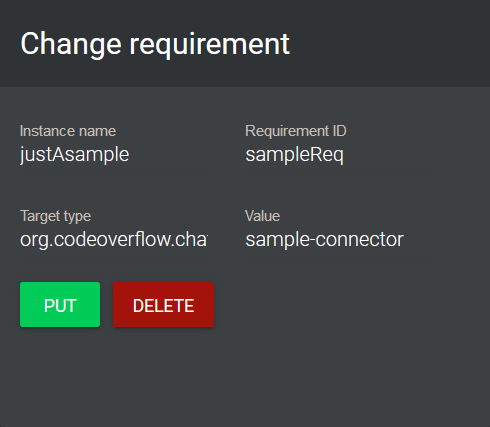 Change requirement
Instance name
Requirement ID
justAsample
sampleReq
Target type
Value
org.codeoverflow.cha
sample-connector
PUT
DELETE